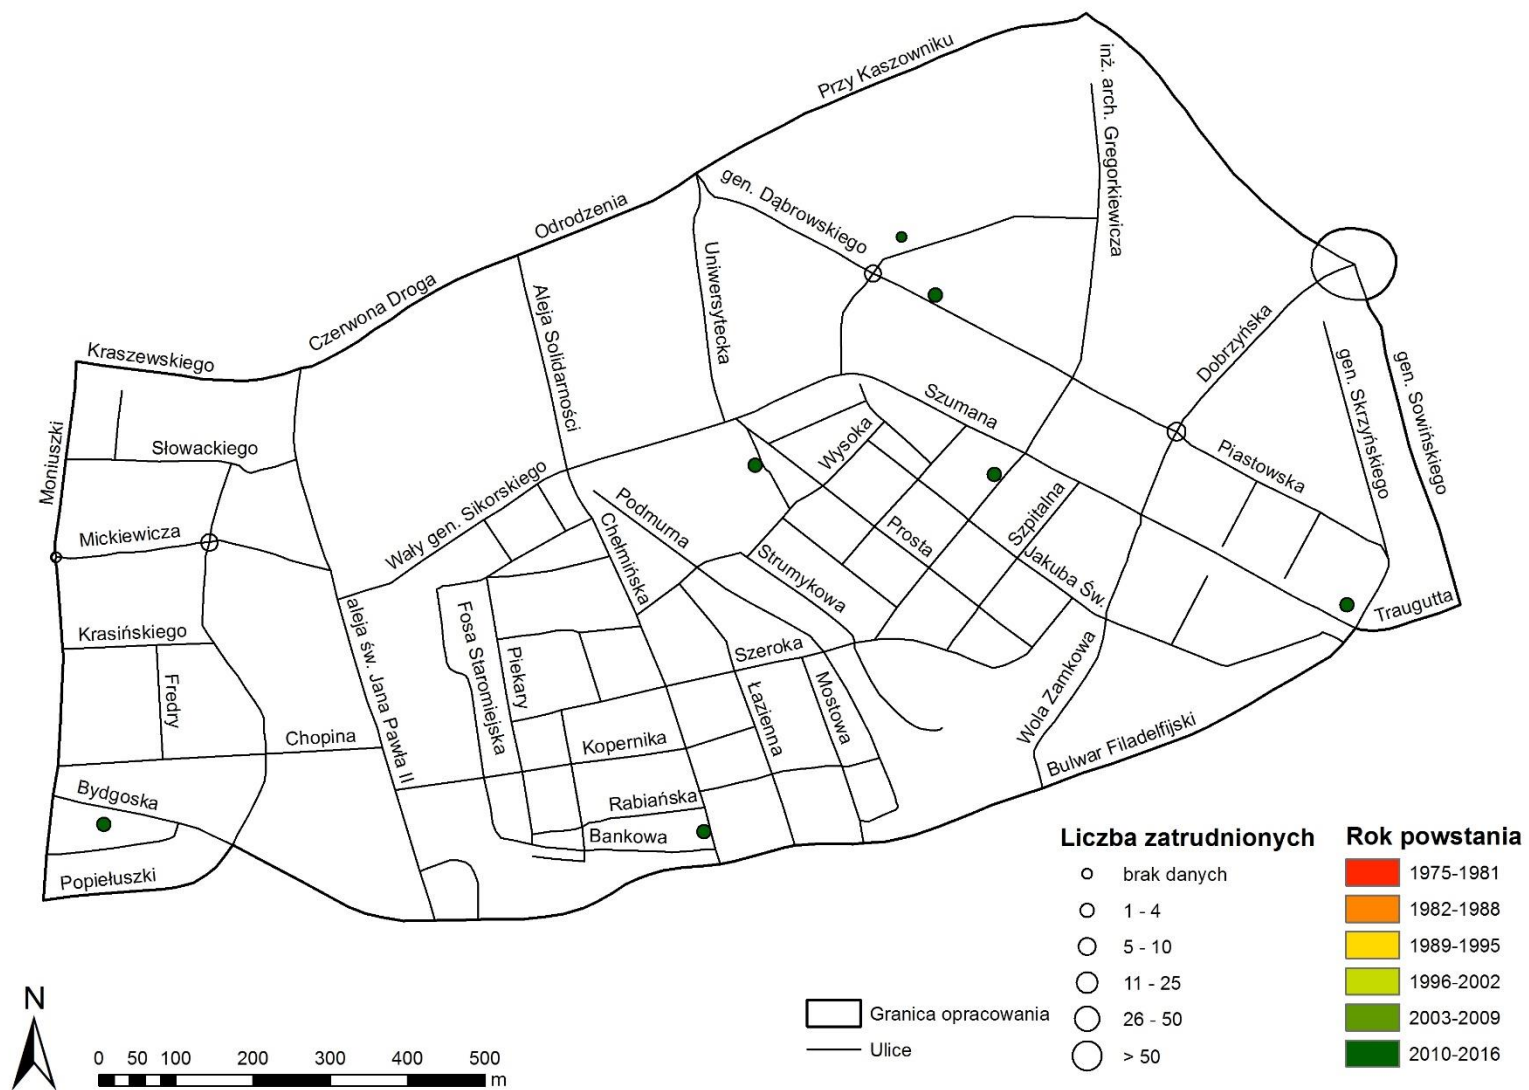 Przy Kaszowniku
inż. arch. Gregorkiewicza
gen. Dąbrowskiego
Odrodzenia
Uniwersytecka
Czerwona Droga
Aleja Solidarności
Dobrzyńska
Kraszewskiego
gen. Skrzyńskiego
gen. Sowińskiego
Szumana
Moniuszki
Słowackiego
Wysoka
Piastowska
Wały gen. Sikorskiego
Podmurna
Mickiewicza
Chełmińska
Prosta
Szpitalna
Jakuba Św.
Strumykowa
Traugutta
Krasińskiego
aleja św. Jana Pawła II
Fosa Staromiejska
Piekary
Szeroka
Fredry
Łazienna
Mostowa
Wola Zamkowa
Chopina
Kopernika
Bulwar Filadelfijski
Bydgoska
Rabiańska
Bankowa
Popiełuszki
Liczba zatrudnionych
brak danych
1 - 4
5 - 10
11 - 25
26 - 50
> 50
Rok powstania
1975-1981
1982-1988
1989-1995
1996-2002
2003-2009
2010-2016
Granica opracowania
Ulice
N
0 50 100 200 300 400 500
m